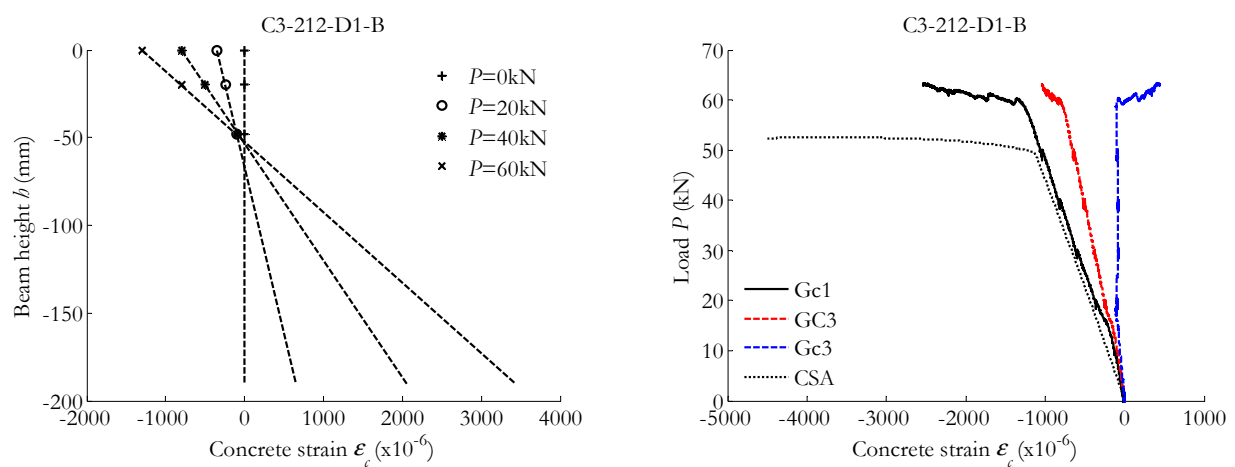 C3-212-D1-B
0
-50
-100
-150
-200
-2000 -1000 0 1000 2000 3000 4000
Beam height h (mm)
Concrete strain ε_c (x10^-6)
P=0kN
P=20kN
P=40kN
P=60kN
C3-212-D1-B
70
60
50
40
30
20
10
0
-5000 -4000 -3000 -2000 -1000 0 1000
Load P (kN)
Concrete strain ε_c (x10^-6)
Gc1
GC3
Gc3
CSA